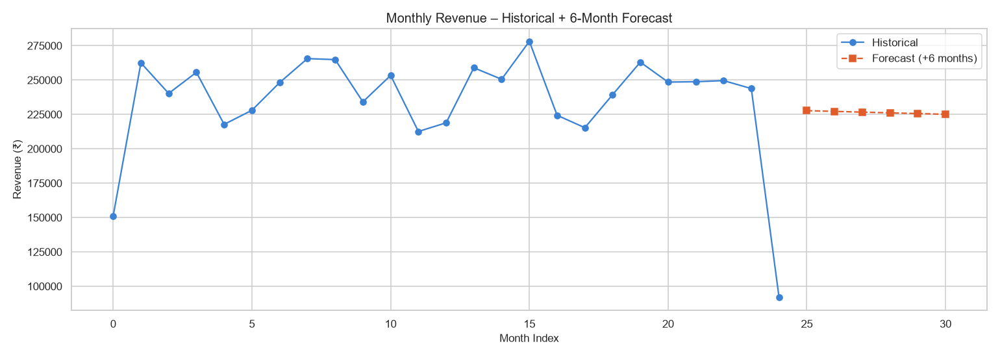 Monthly Revenue – Historical + 6-Month Forecast
Historical
Forecast (+6 months)
Revenue (₹)
275000
250000
225000
200000
175000
150000
125000
100000
0 5 10 15 20 25 30
Month Index